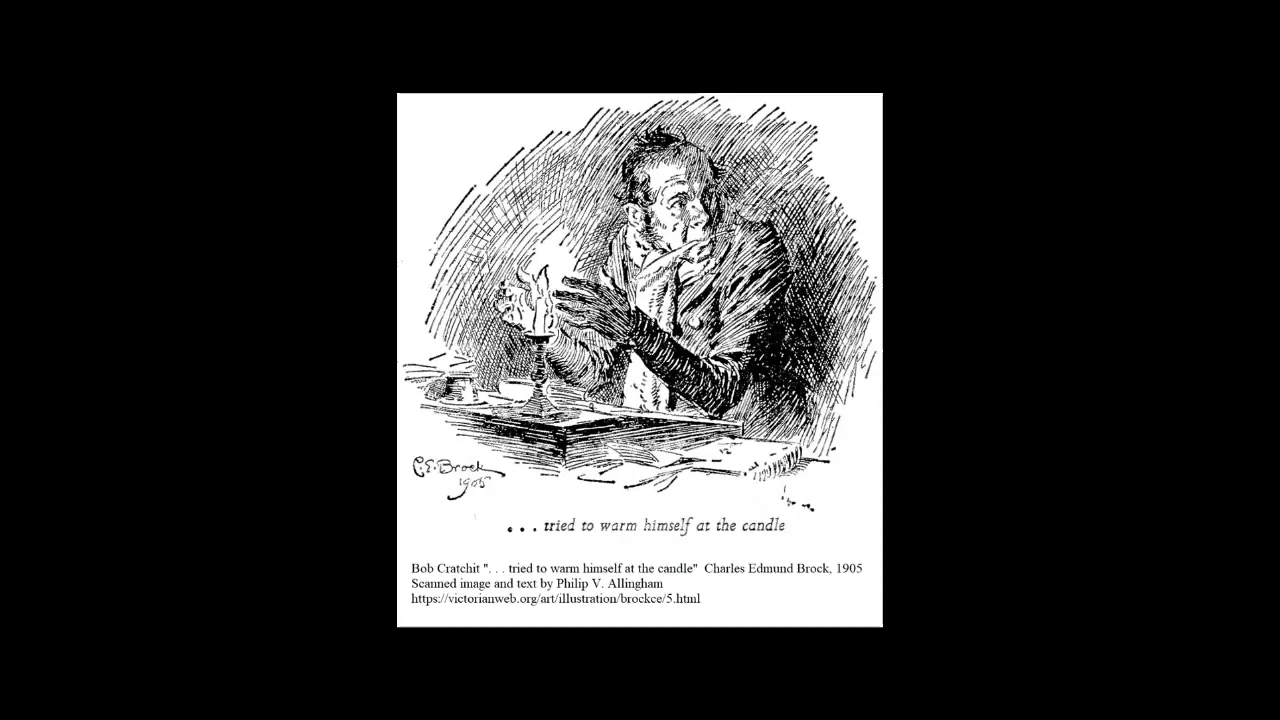 C. E. Brock
1905
. . . tried to warm himself at the candle
Bob Cratchit ". . . tried to warm himself at the candle"  Charles Edmund Brock, 1905
Scanned image and text by Philip V. Allingham
https://victorianweb.org/art/illustration/brockce/5.html